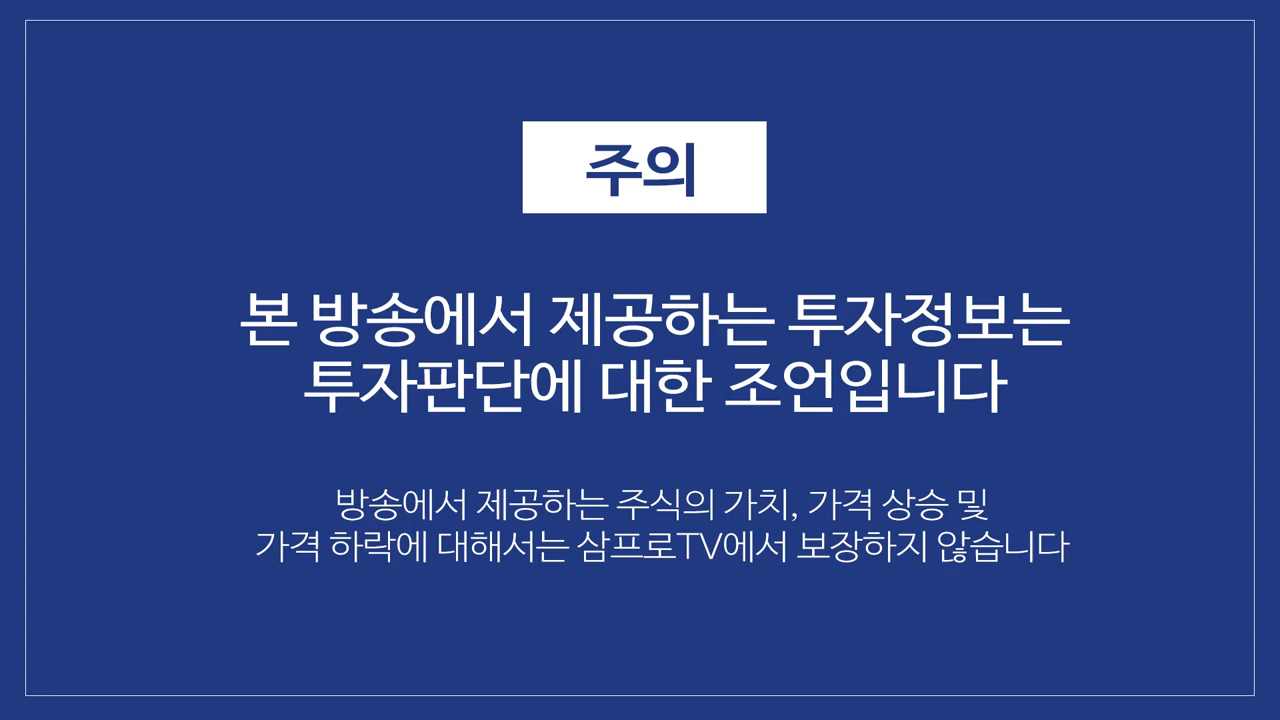 주의
본 방송에서 제공하는 투자정보는
투자판단에 대한 조언입니다
방송에서 제공하는 주식의 가치, 가격 상승 및
가격 하락에 대해서는 삼프로TV에서 보장하지 않습니다